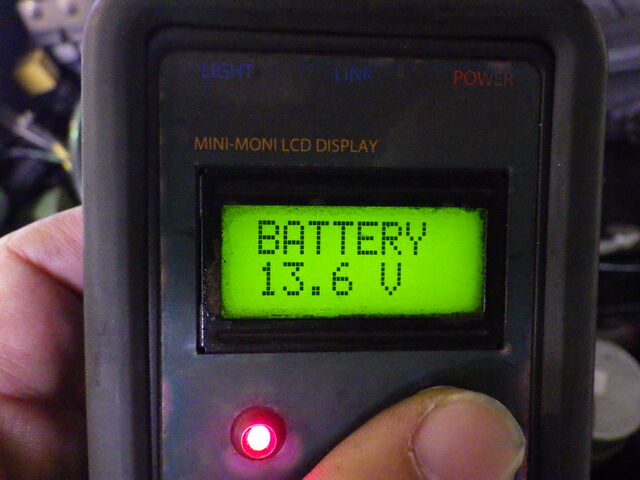 LIGHT LINK POWER
MINI-MONI LCD DISPLAY
BATTERY
13.6 V